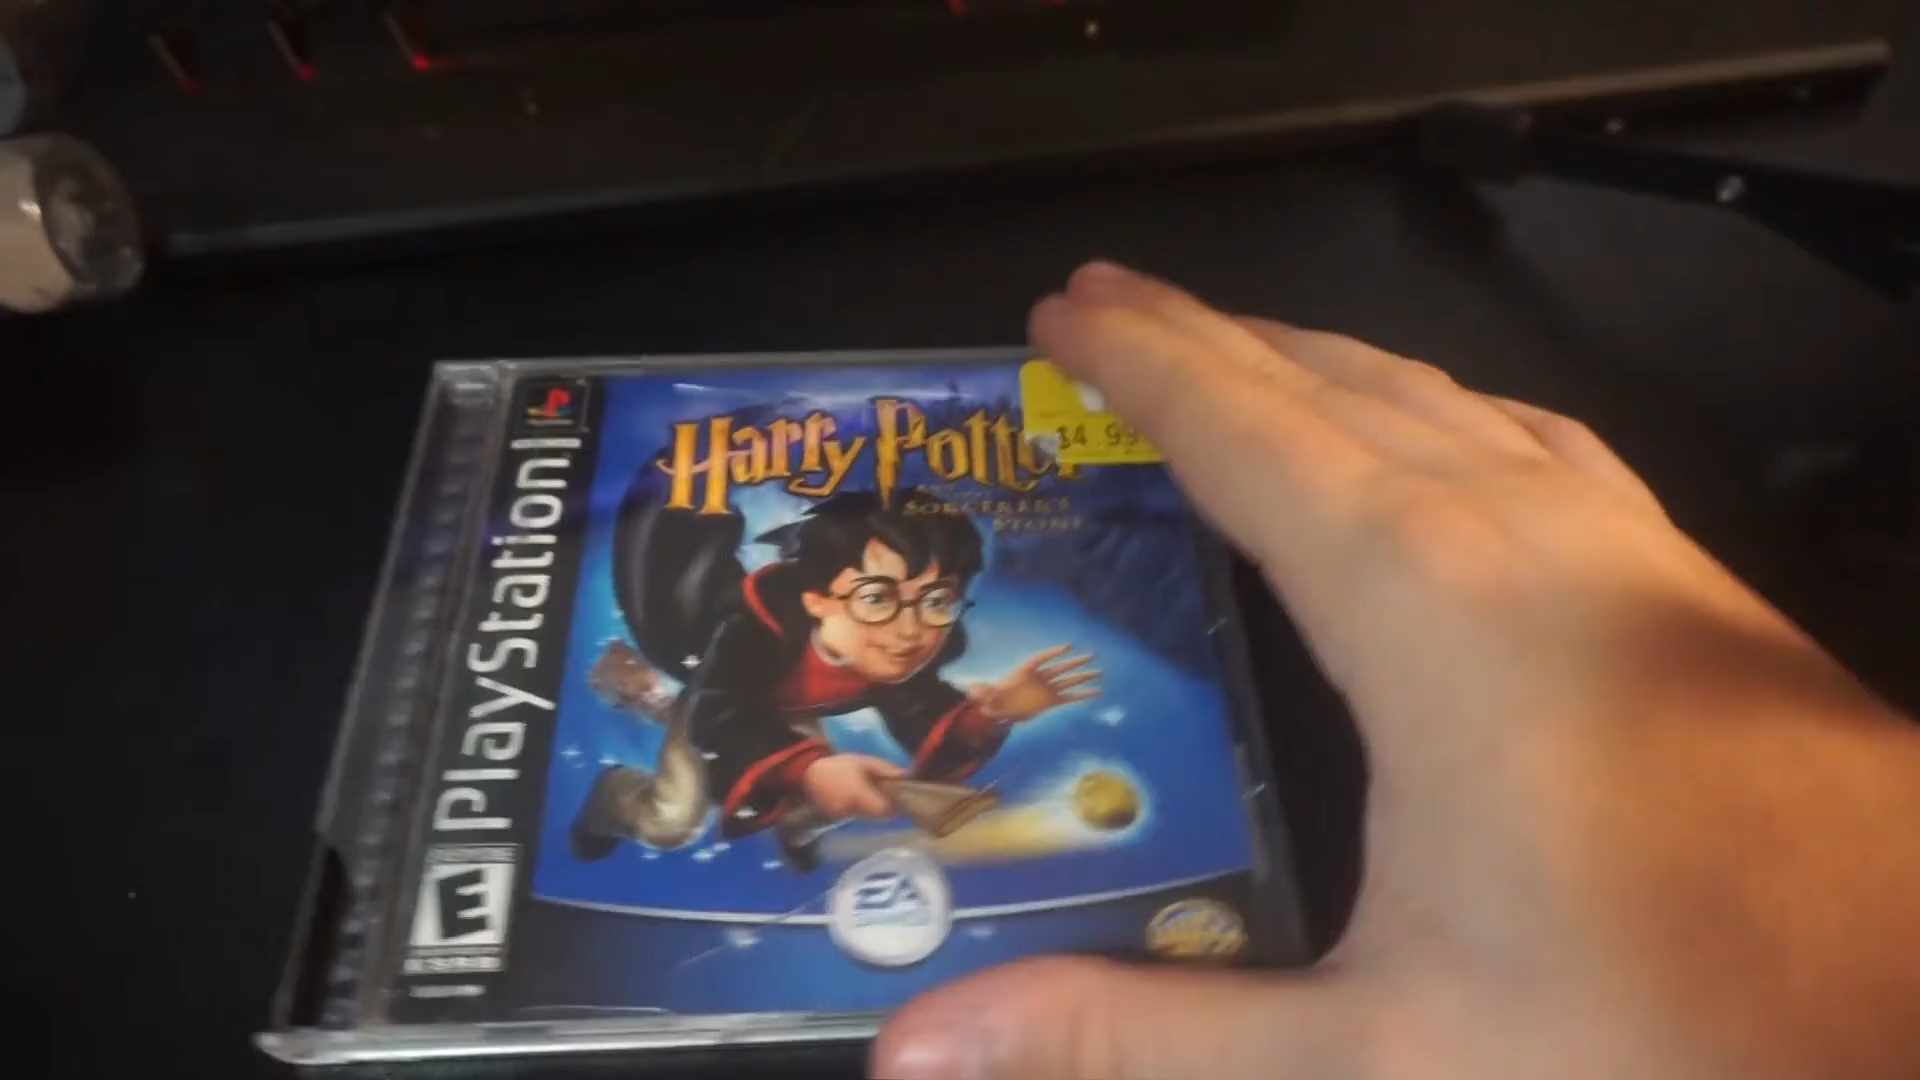 PlayStation
Harry Potter
$4.99
SORCERER'S
STONE
E
EA